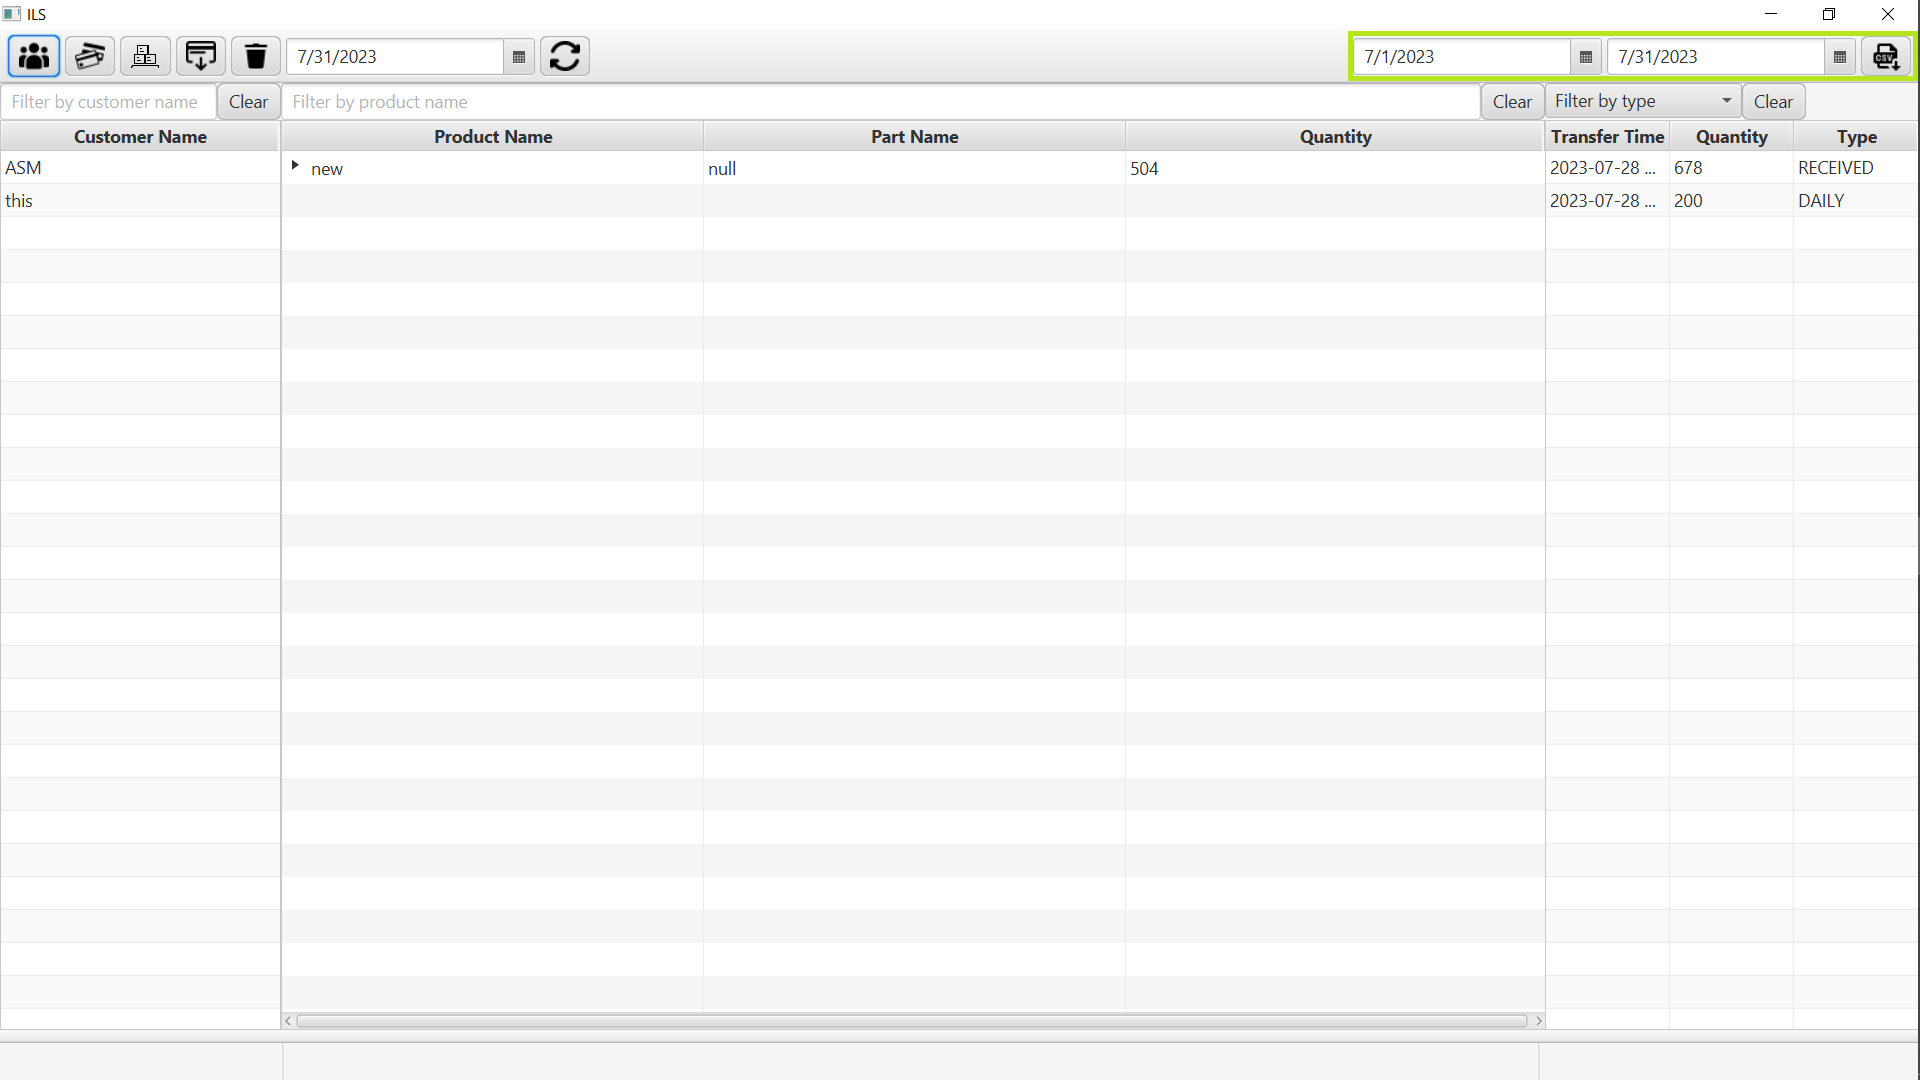 ILS
7/31/2023 7/1/2023 7/31/2023 CSV
Filter by customer name Clear Filter by product name Clear Filter by type Clear
Customer Name Product Name Part Name Quantity Transfer Time Quantity Type
ASM new null 504 2023-07-28 ... 678 RECEIVED
this 2023-07-28 ... 200 DAILY